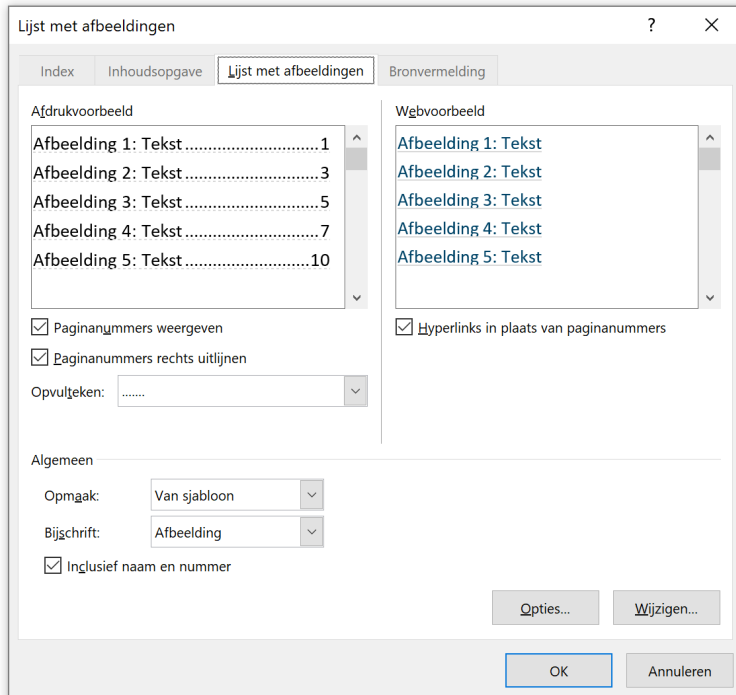 Lijst met afbeeldingen ?
Index Inhoudsopgave Lijst met afbeeldingen Bronvermelding
Afdrukvoorbeeld
Afbeelding 1: Tekst............................1
Afbeelding 2: Tekst............................3
Afbeelding 3: Tekst............................5
Afbeelding 4: Tekst............................7
Afbeelding 5: Tekst..........................10
Paginanummers weergeven
Paginanummers rechts uitlijnen
Opvulteken: .......
Webvoorbeeld
Afbeelding 1: Tekst
Afbeelding 2: Tekst
Afbeelding 3: Tekst
Afbeelding 4: Tekst
Afbeelding 5: Tekst
Hyperlinks in plaats van paginanummers
Algemeen
Opmaak: Van sjabloon
Bijschrift: Afbeelding
Inclusief naam en nummer
Opties... Wijzigen...
OK Annuleren